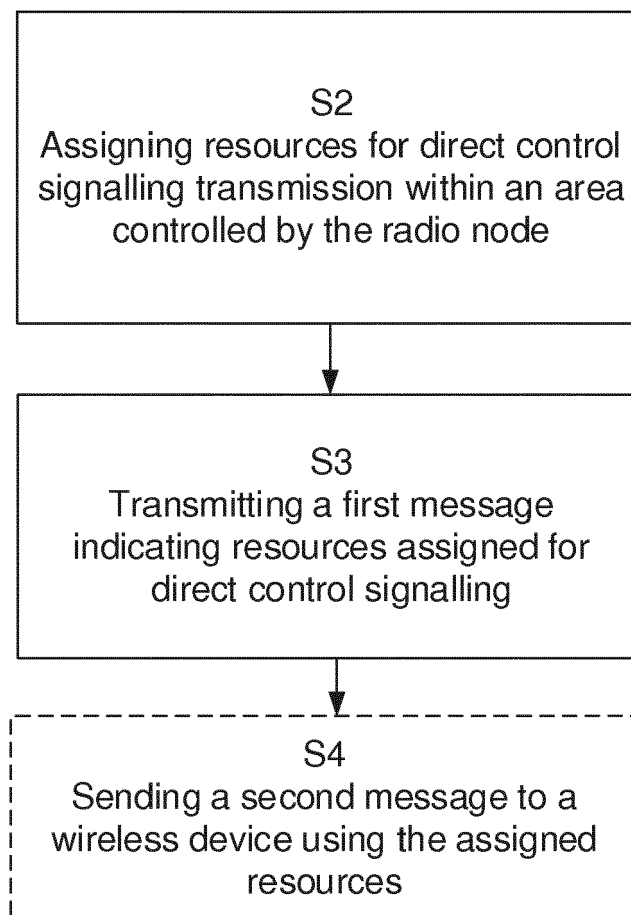 S2
Assigning resources for direct control
signalling transmission within an area
controlled by the radio node
S3
Transmitting a first message
indicating resources assigned for
direct control signalling
S4
Sending a second message to a
wireless device using the assigned
resources